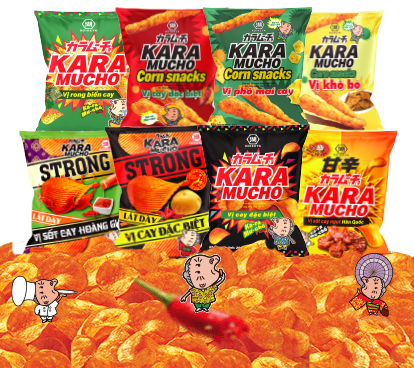 カラムーチョ
KARA
MUCHO
Vị rong biển cay
KARA
MUCHO
Corn snacks
Vị cay đặc biệt
KARA
MUCHO
Corn snacks
Vị phô mai cay
KARA
MUCHO
Corn snacks
Vị khô bò
KARA
MUCHO
STRONG
LÁT DÀY
VỊ SỐT CAY HOÀNG
KARA
MUCHO
STRONG
LÁT DÀY
VỊ CAY ĐẶC BIỆT
カラムーチョ
KARA
MUCHO
Vị cay đặc biệt
甘辛
カラムーチョ
KARA
MUCHO
Vị sốt cay ngọt Hàn Quốc